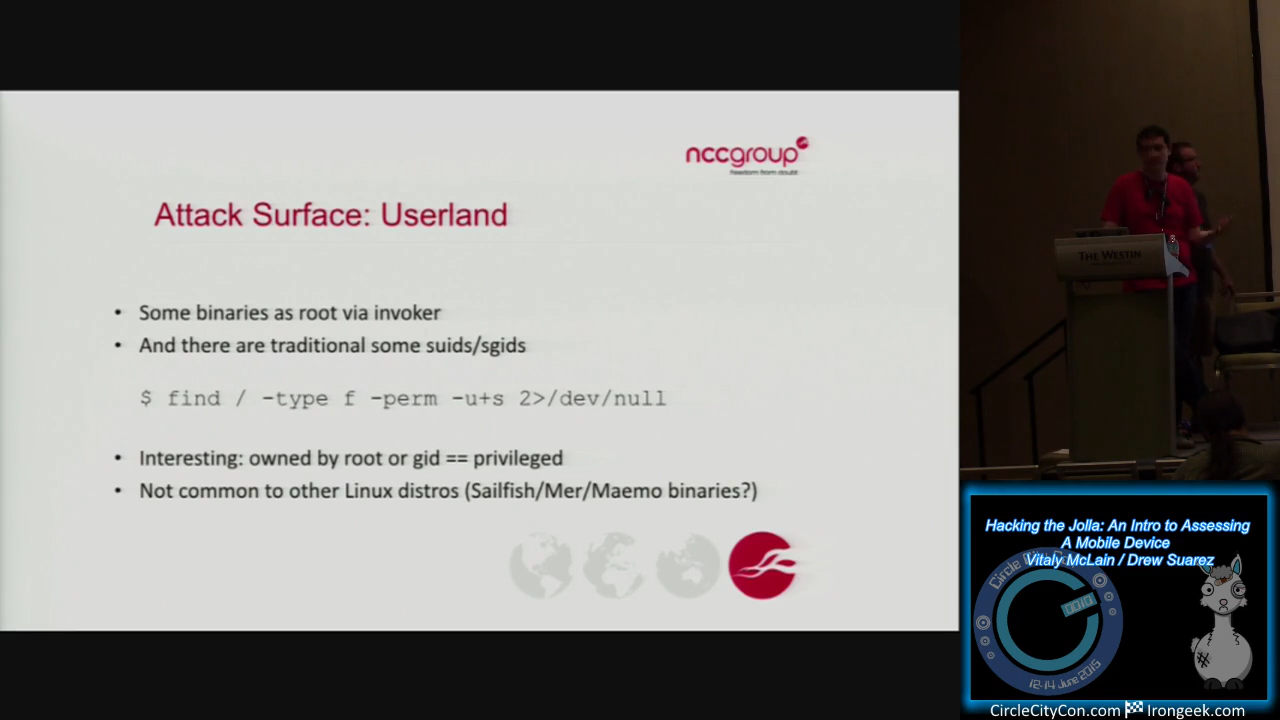 nccgroup
freedom from doubt
Attack Surface: Userland
• Some binaries as root via invoker
• And there are traditional some suids/sgids
$ find / -type f -perm -u+s 2>/dev/null
• Interesting: owned by root or gid == privileged
• Not common to other Linux distros (Sailfish/Mer/Maemo binaries?)
THE WESTIN
Hacking the Jolla: An Intro to Assessing
A Mobile Device
Vitaly McLain / Drew Suarez
12-14 June 2015
CircleCityCon.com Irongeek.com